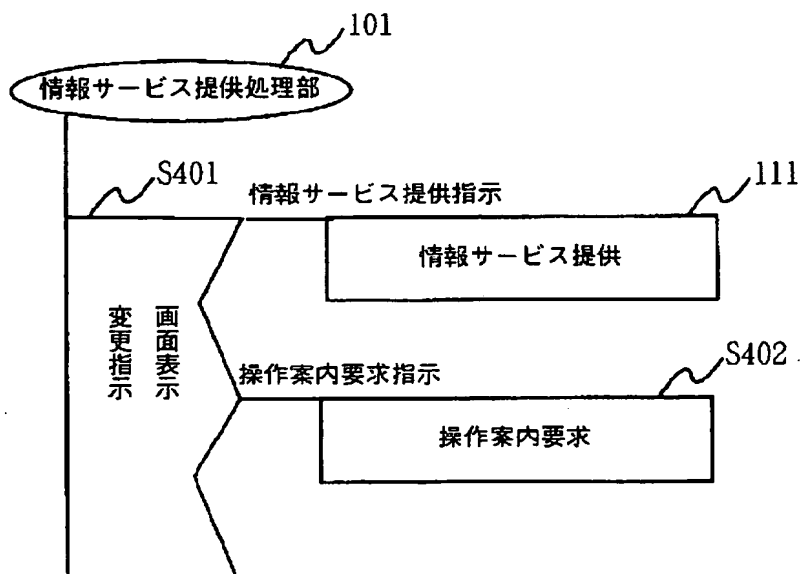 101
情報サービス提供処理部
S401
情報サービス提供指示
111
情報サービス提供
画面表示
変更指示
操作案内要求指示
S402
操作案内要求